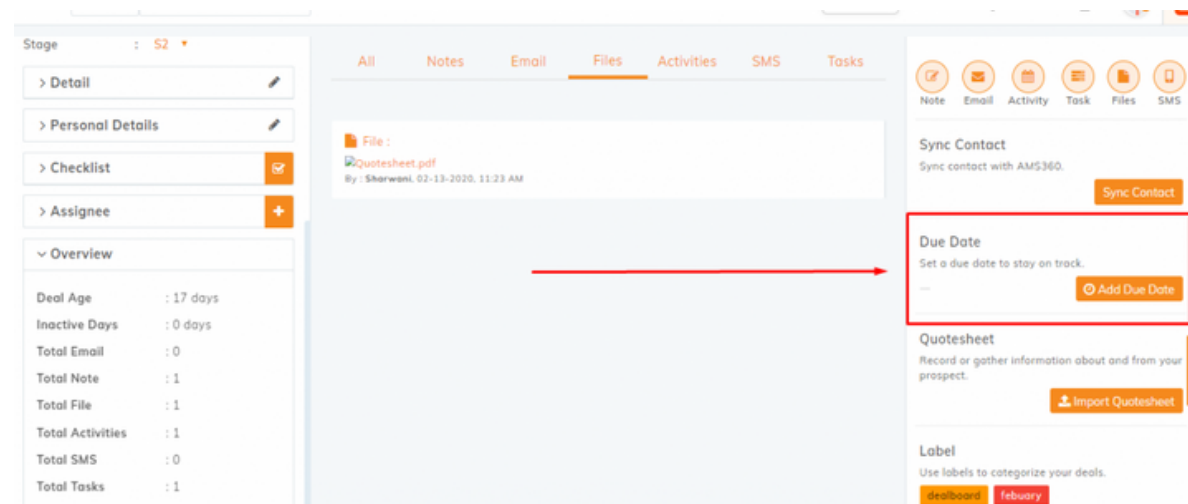 Stage : S2
> Detail
> Personal Details
> Checklist
> Assignee
Overview
Deal Age : 17 days
Inactive Days : 0 days
Total Email : 0
Total Note : 1
Total File : 1
Total Activities : 1
Total SMS : 0
Total Tasks : 1
All Notes Email Files Activities SMS Tasks
File :
Quotesheet.pdf
By : Sharwani, 02-13-2020, 11:23 AM
Note Email Activity Task Files SMS
Sync Contact
Sync contact with AMS360.
Sync Contact
Due Date
Set a due date to stay on track.
Add Due Date
Quotesheet
Record or gather information about and from your
prospect.
Import Quotesheet
Label
Use labels to categorize your deals.
dealboard febuary